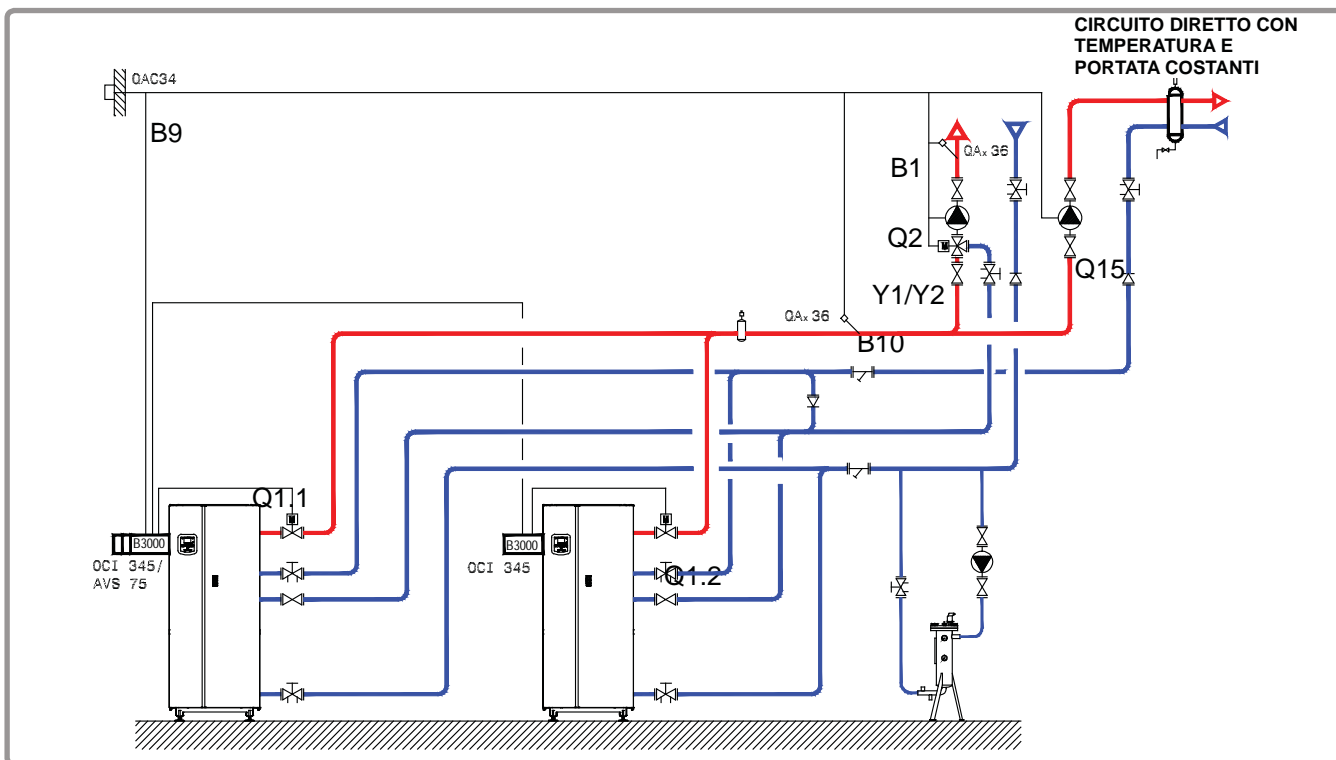 CIRCUITO DIRETTO CON
TEMPERATURA E
PORTATA COSTANTI
QAC34
B9
QAx 36
B1
Q2
Q15
Y1/Y2
QAx 36
B10
Q1.1
B3000
B3000
OCI 345/
AVS 75
OCI 345
Q1.2